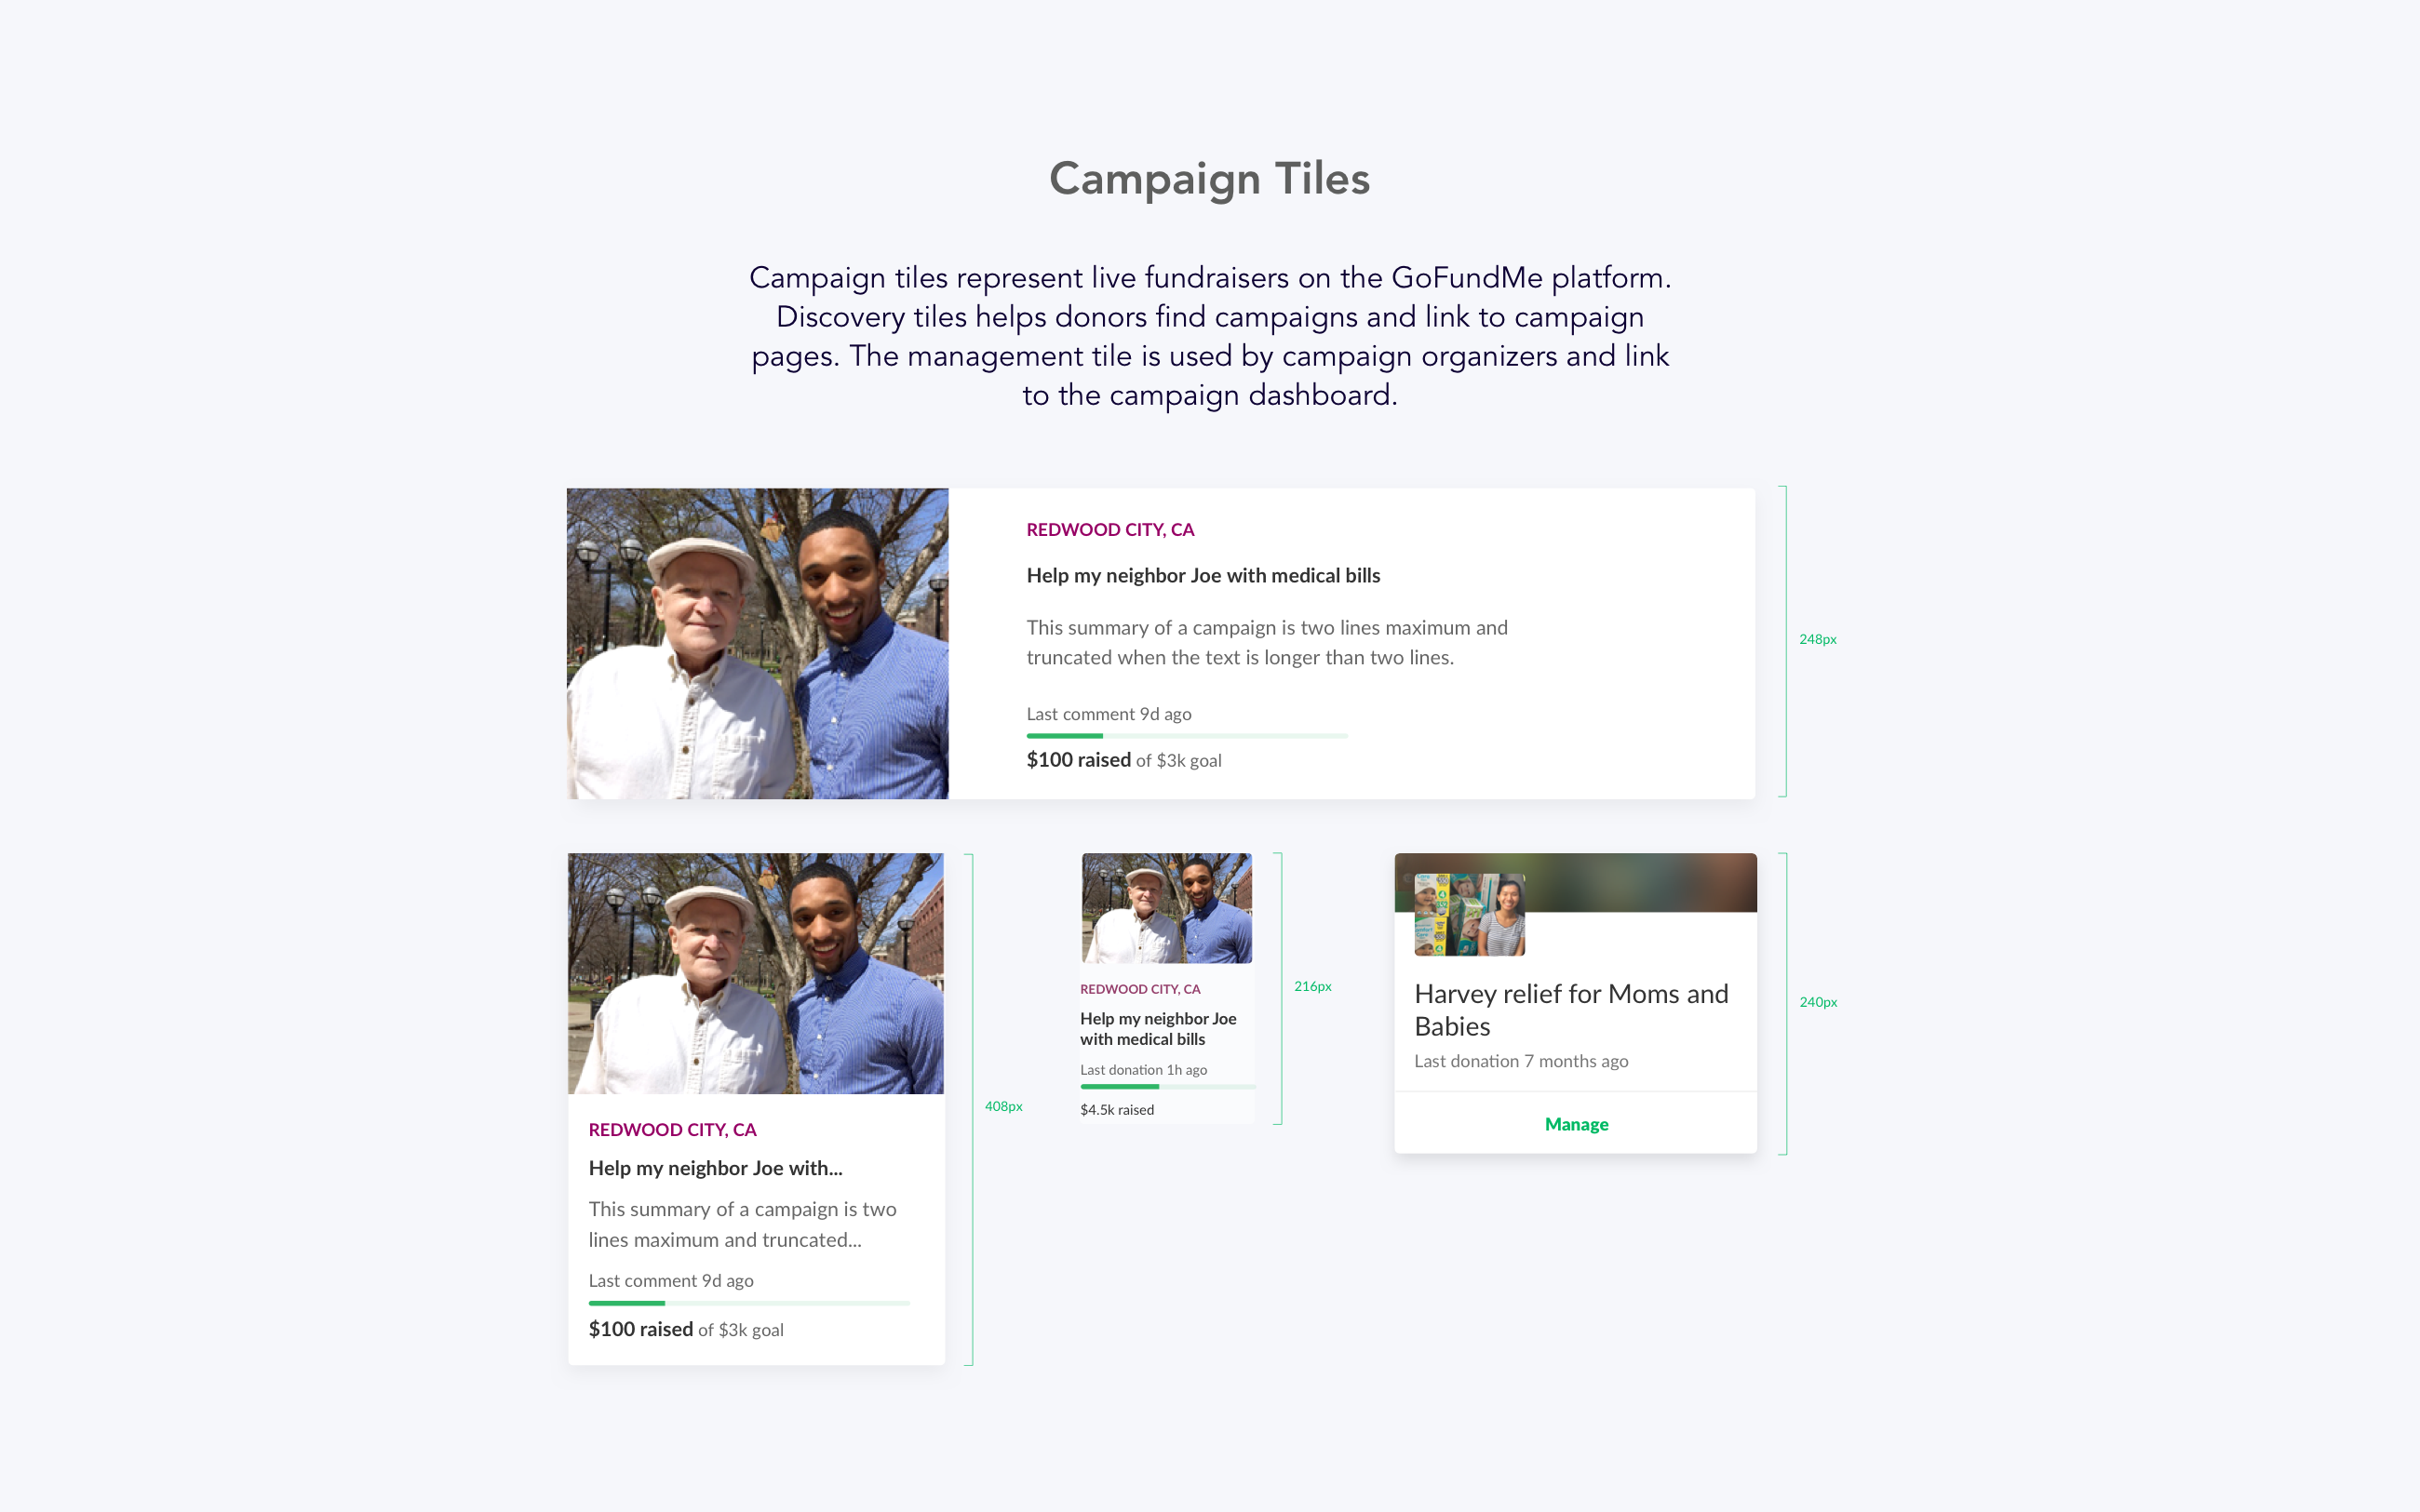 Campaign Tiles
Campaign tiles represent live fundraisers on the GoFundMe platform.
Discovery tiles helps donors find campaigns and link to campaign
pages. The management tile is used by campaign organizers and link
to the campaign dashboard.
REDWOOD CITY, CA
Help my neighbor Joe with medical bills
This summary of a campaign is two lines maximum and
truncated when the text is longer than two lines.
Last comment 9d ago
$100 raised of $3k goal
248px
REDWOOD CITY, CA
Help my neighbor Joe with...
This summary of a campaign is two
lines maximum and truncated...
Last comment 9d ago
$100 raised of $3k goal
408px
REDWOOD CITY, CA
Help my neighbor Joe
with medical bills
Last donation 1h ago
$4.5k raised
216px
Harvey relief for Moms and
Babies
Last donation 7 months ago
Manage
240px